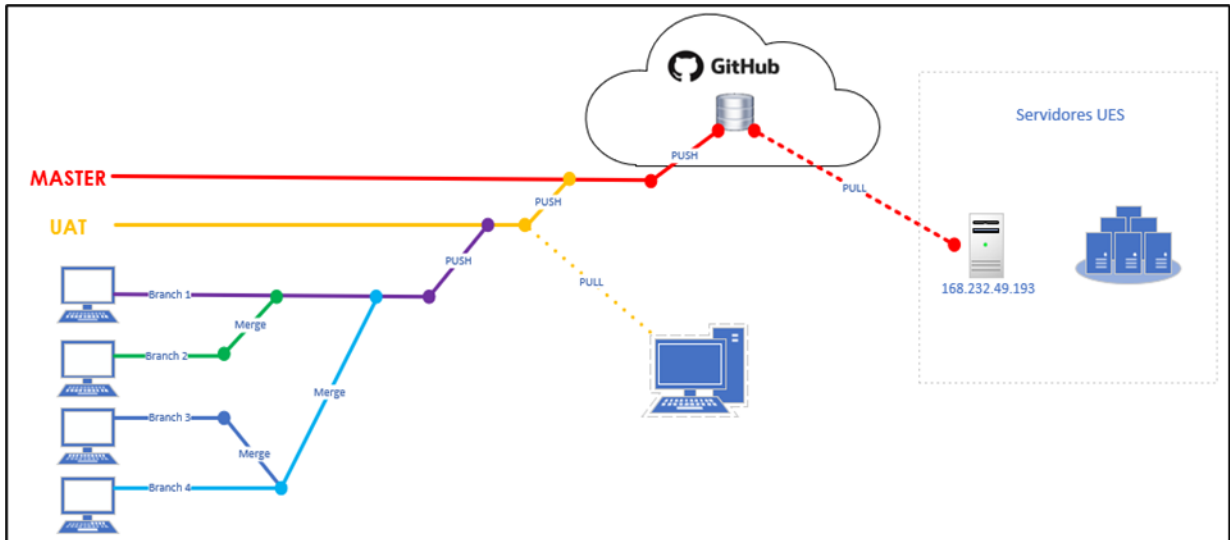 GitHub
Servidores UES
PUSH
MASTER
PULL
PUSH
UAT
PUSH
PULL
168.232.49.193
Branch 1
Merge
Branch 2
Merge
Branch 3
Merge
Branch 4